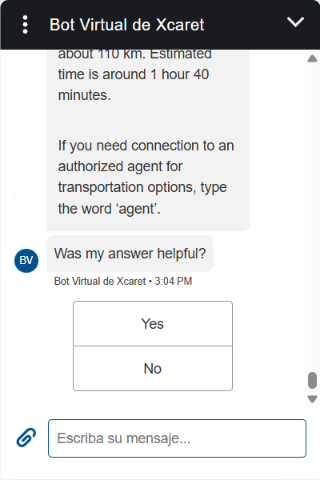 Bot Virtual de Xcaret
about 110 km. Estimated
time is around 1 hour 40
minutes.
If you need connection to an
authorized agent for
transportation options, type
the word ‘agent’.
Was my answer helpful?
BV
Bot Virtual de Xcaret • 3:04 PM
Yes
No
Escriba su mensaje...